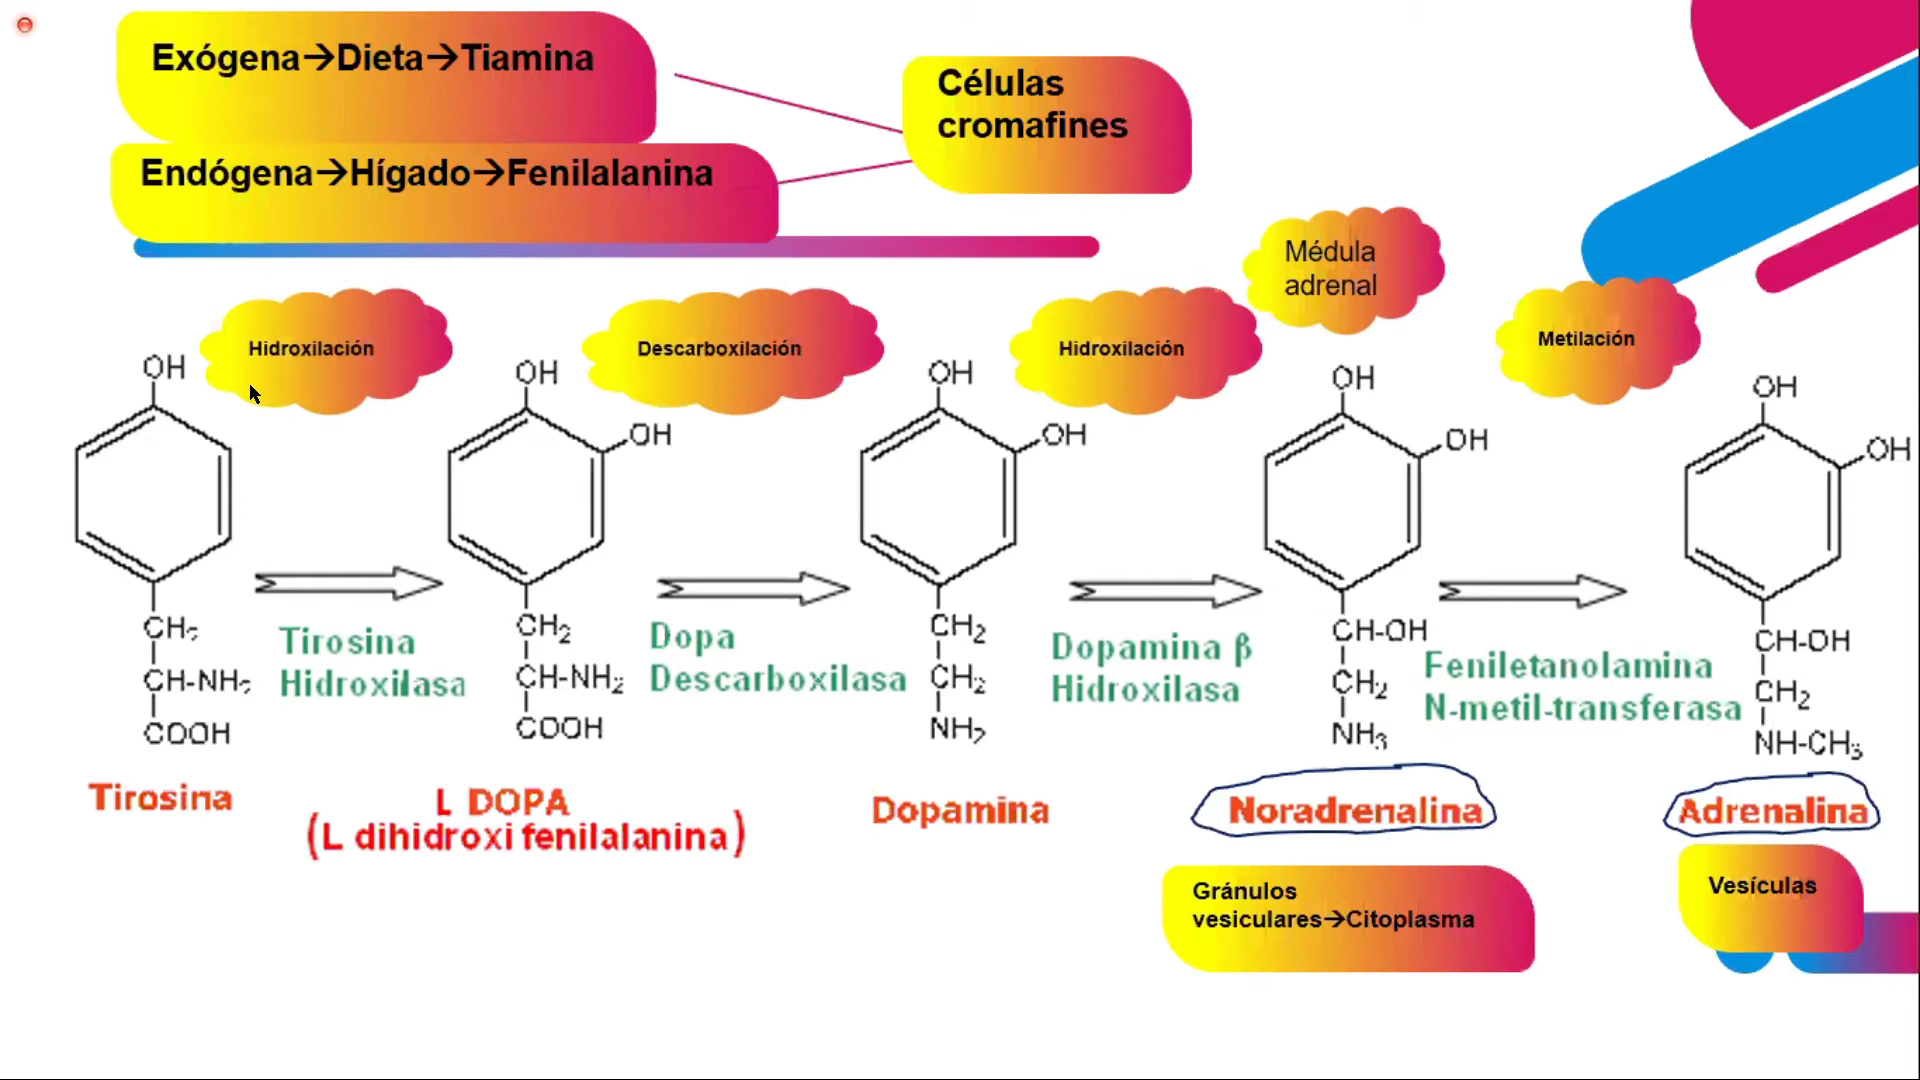 Exógena→Dieta→Tiamina
Células
cromafines
Endógena→Hígado→Fenilalanina
Médula
adrenal
Hidroxilación
Descarboxilación
Hidroxilación
Metilación
OH
OH
OH
OH
OH
OH
OH
OH
OH
CH2
CH-NH2
COOH
Tirosina
Hidroxilasa
CH2
CH-NH2
COOH
Dopa
Descarboxilasa
CH2
CH2
NH2
Dopamina β
Hidroxilasa
CH-OH
CH2
NH3
Feniletanolamina
N-metil-transferasa
CH-OH
CH2
NH-CH3
Tirosina
L DOPA
(L dihidroxi fenilalanina)
Dopamina
Noradrenalina
Adrenalina
Gránulos
vesiculares→Citoplasma
Vesículas